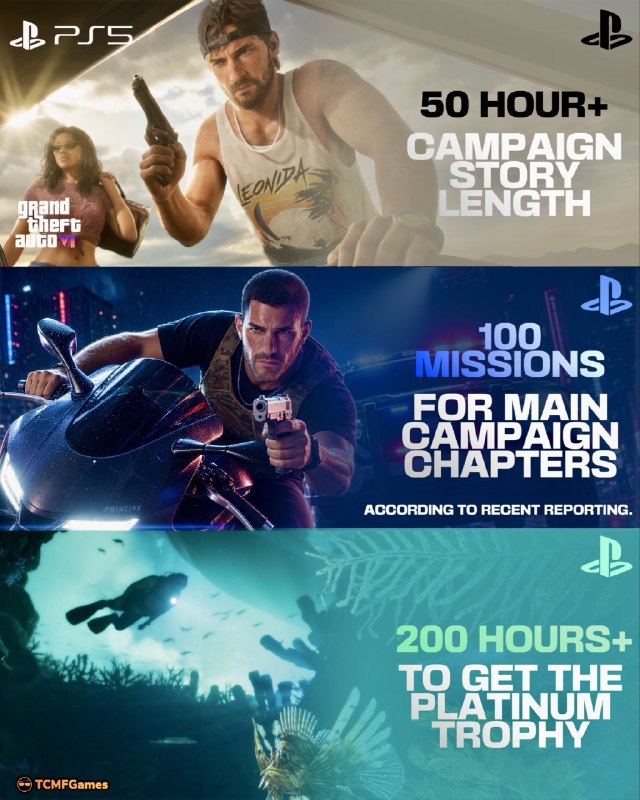 PS5
50 HOUR+
CAMPAIGN
STORY
LENGTH
LEONIDA
grand
theft
auto VI
100
MISSIONS
FOR MAIN
CAMPAIGN
CHAPTERS
ACCORDING TO RECENT REPORTING.
PRINCIPE
200 HOURS+
TO GET THE
PLATINUM
TROPHY
TCMFGames